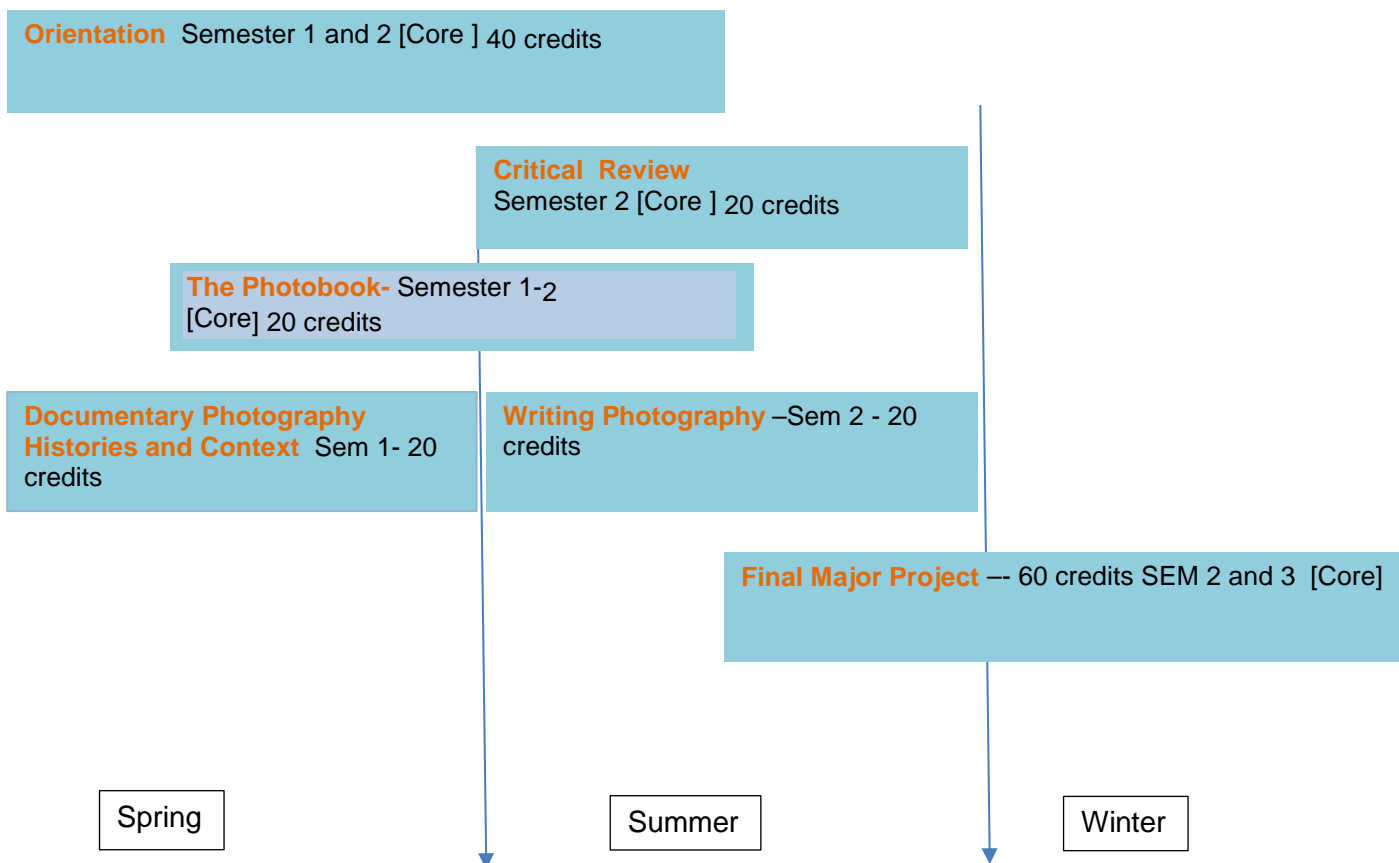 Orientation Semester 1 and 2 [Core ] 40 credits
Critical Review
Semester 2 [Core ] 20 credits
The Photobook- Semester 1-2
[Core] 20 credits
Documentary Photography
Histories and Context Sem 1- 20
credits
Writing Photography –Sem 2 - 20
credits
Final Major Project –- 60 credits SEM 2 and 3 [Core]
Spring
Summer
Winter